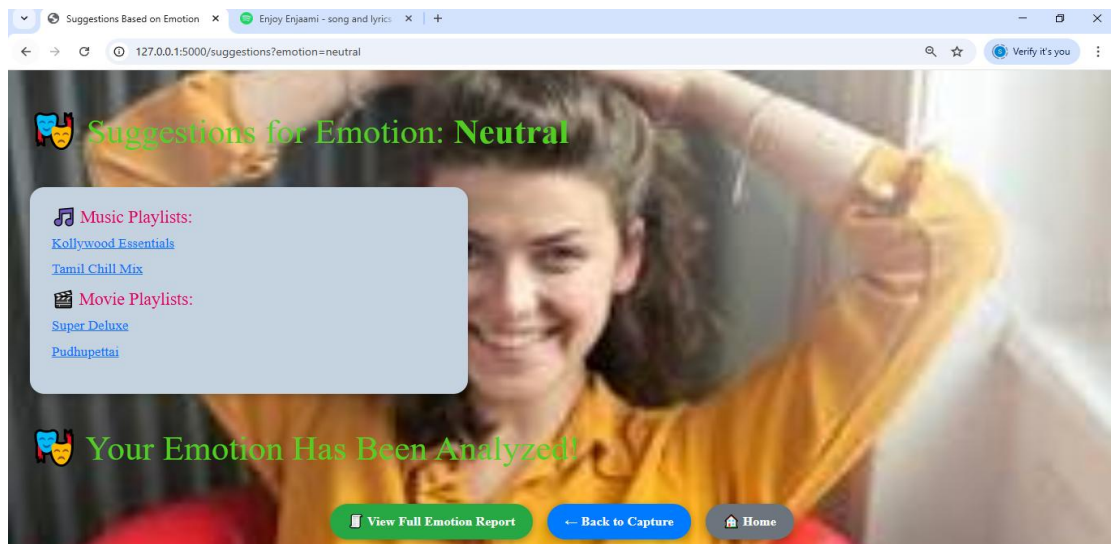 Suggestions Based on Emotion
Enjoy Enjaami - song and lyrics
127.0.0.1:5000/suggestions?emotion=neutral
Verify it's you
Suggestions for Emotion: Neutral
Music Playlists:
Kollywood Essentials
Tamil Chill Mix
Movie Playlists:
Super Deluxe
Pudhupettai
Your Emotion Has Been Analyzed!
View Full Emotion Report
← Back to Capture
Home